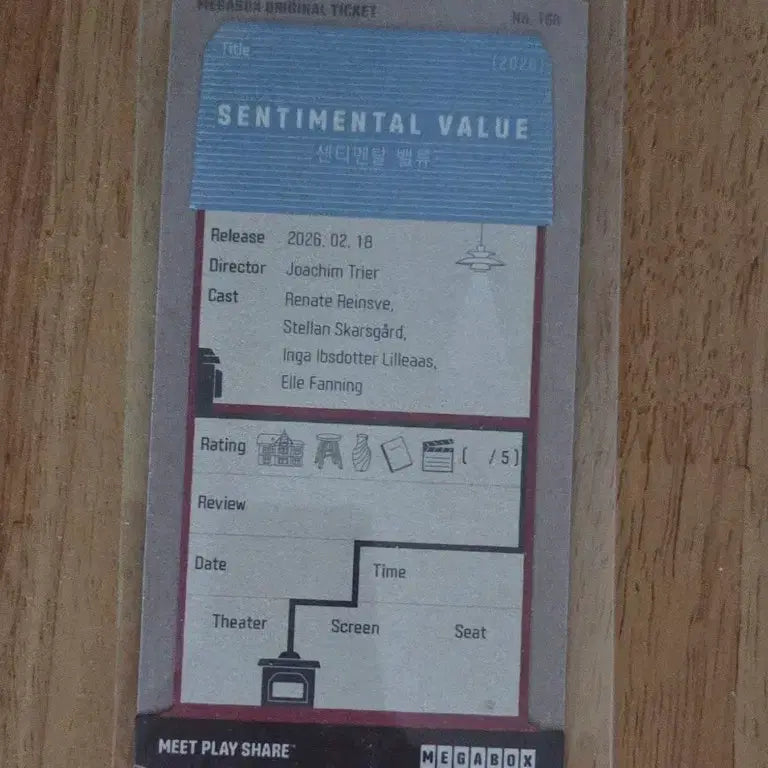 MEGABOX ORIGINAL TICKET
No. 168
Title
(2026)
SENTIMENTAL VALUE
센티멘탈 밸류
Release 2026. 02. 18
Director Joachim Trier
Cast Renate Reinsve,
Stellan Skarsgård,
Inga Ibsdotter Lilleaas,
Elle Fanning
Rating ( /5)
Review
Date
Time
Theater Screen Seat
MEET PLAY SHARE™
MEGABOX